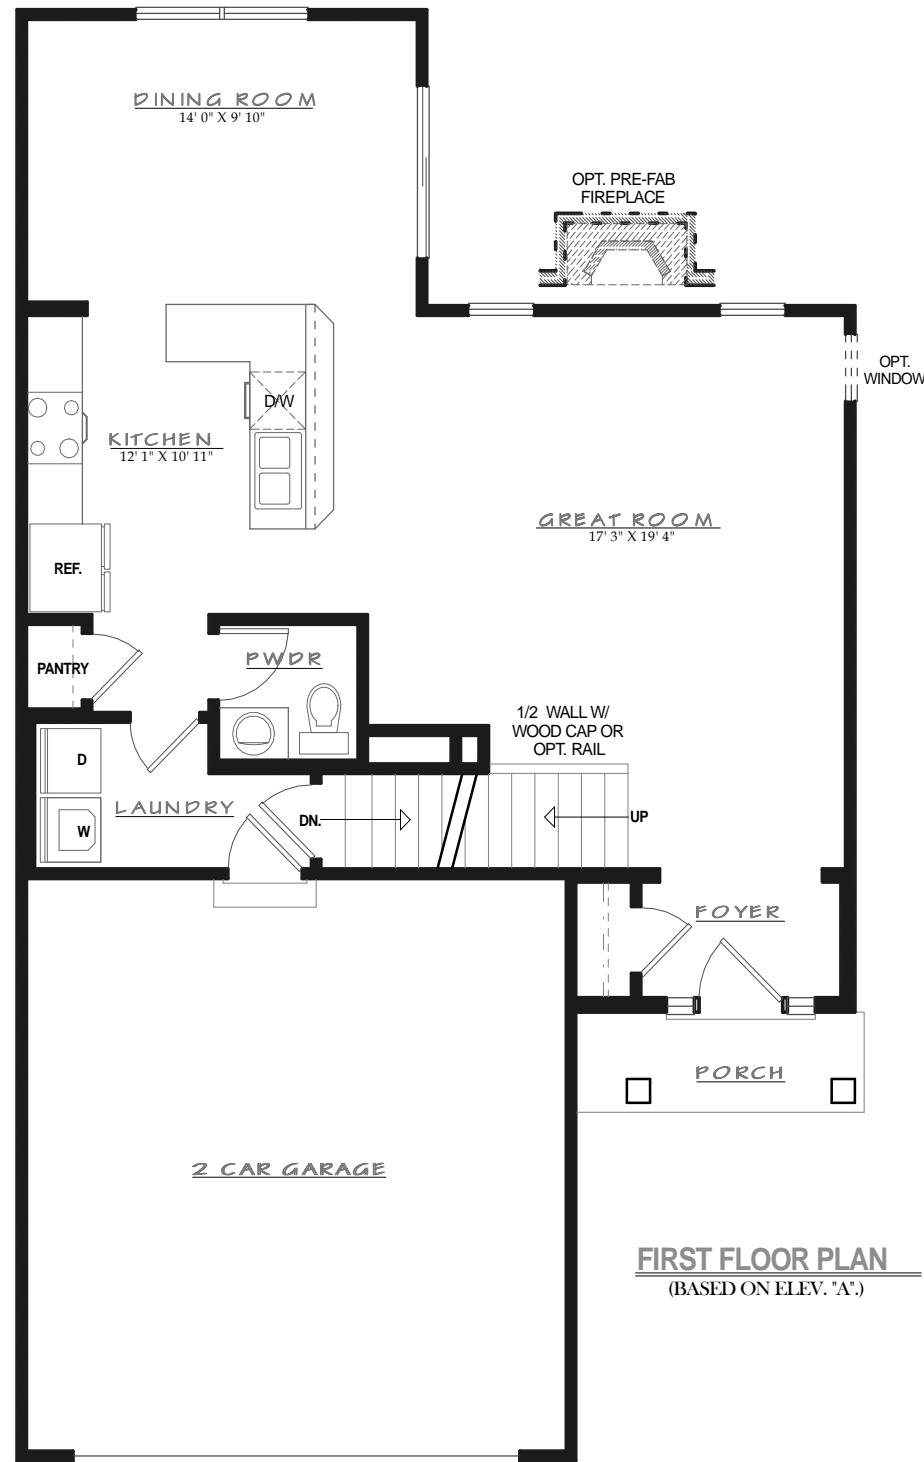 DINING ROOM
14' 0" X 9' 10"
OPT. PRE-FAB
FIREPLACE
OPT.
WINDOW
D/W
KITCHEN
12' 1" X 10' 11"
GREAT ROOM
17' 3" X 19' 4"
REF.
PANTRY
PWDR
1/2 WALL W/
WOOD CAP OR
OPT. RAIL
D
LAUNDRY
W
DN.
UP
FOYER
PORCH
2 CAR GARAGE
FIRST FLOOR PLAN
(BASED ON ELEV. "A".)